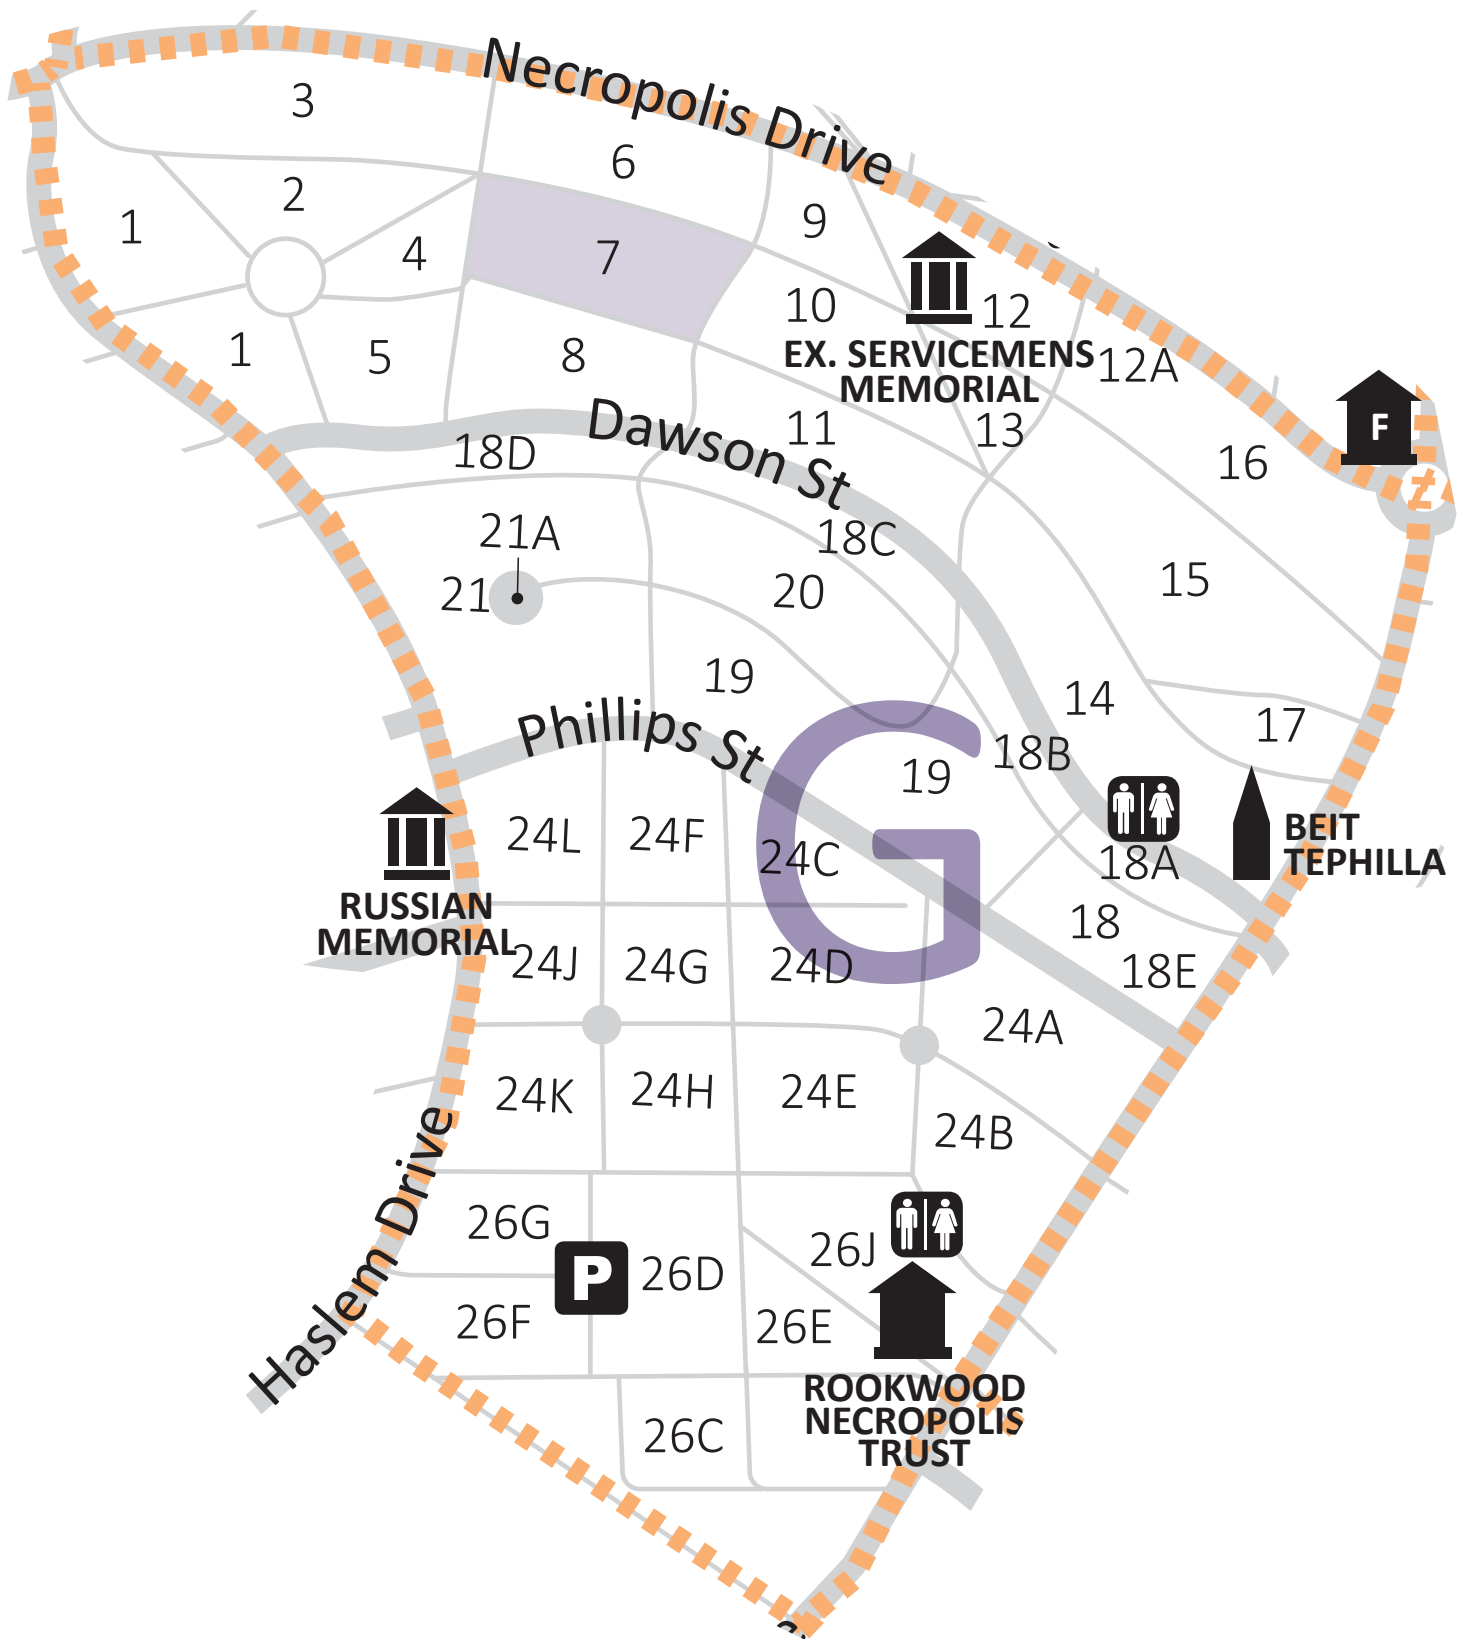 Necropolis Drive
3
6
2
1
9
4
7
10
12
EX. SERVICEMENS
MEMORIAL
12A
1
5
8
F
Dawson St
11
13
18D
16
21A
18C
21
20
15
19
14
Phillips St
17
18B
19
24L
24F
24C
G
18A
BEIT
TEPHILLA
RUSSIAN
MEMORIAL
18
24J
24G
24D
18E
24A
24K
24H
24E
24B
Haslem Drive
26G
26J
P
26D
26F
26E
ROOKWOOD
NECROPOLIS
TRUST
26C